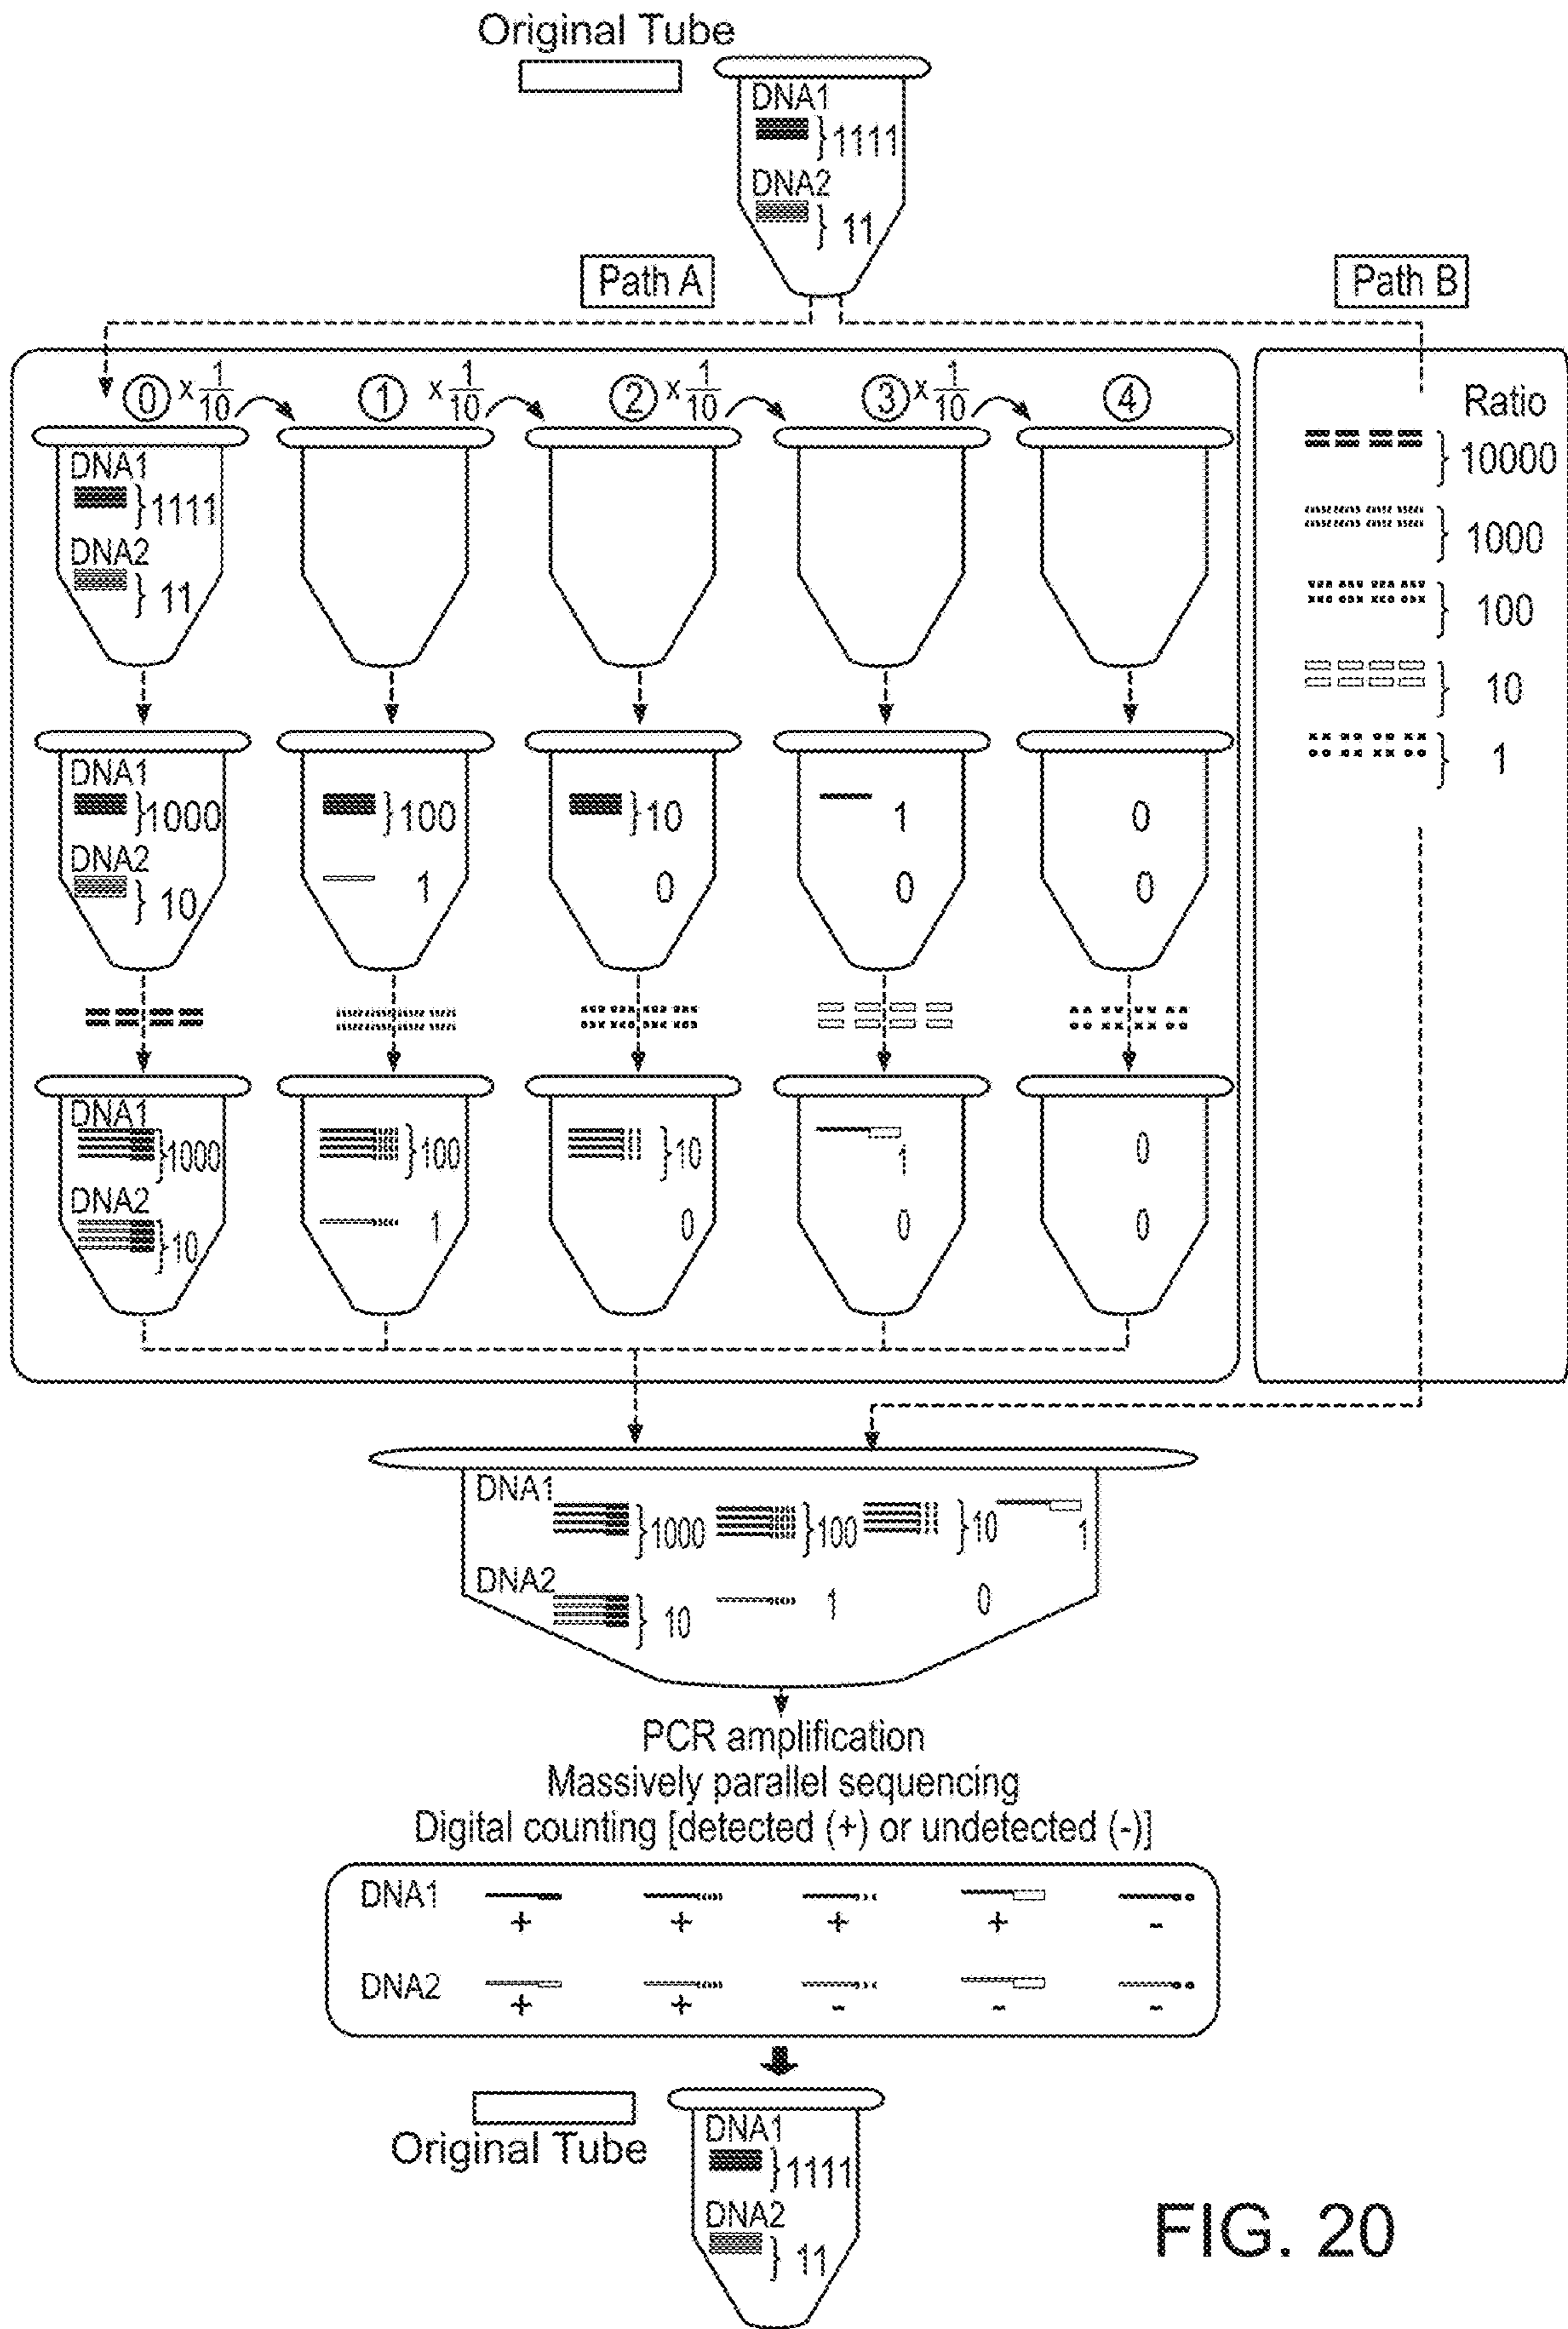 Original Tube
DNA1
1111
DNA2
11
Path A
Path B
0 x 1/10 1 x 1/10 2 x 1/10 3 x 1/10 4
Ratio
10000
1000
100
10
1
DNA1
1111
DNA2
11
DNA1
1000 100 10 1 0
DNA2
10 1 0 0 0
DNA1
1000 100 10 1 0
DNA2
10 1 0 0 0
DNA1
1000 100 10 1
DNA2
10 1 0
PCR amplification
Massively parallel sequencing
Digital counting [detected (+) or undetected (-)]
DNA1
+ + + + -
DNA2
+ + - - -
Original Tube
DNA1
1111
DNA2
11
FIG. 20